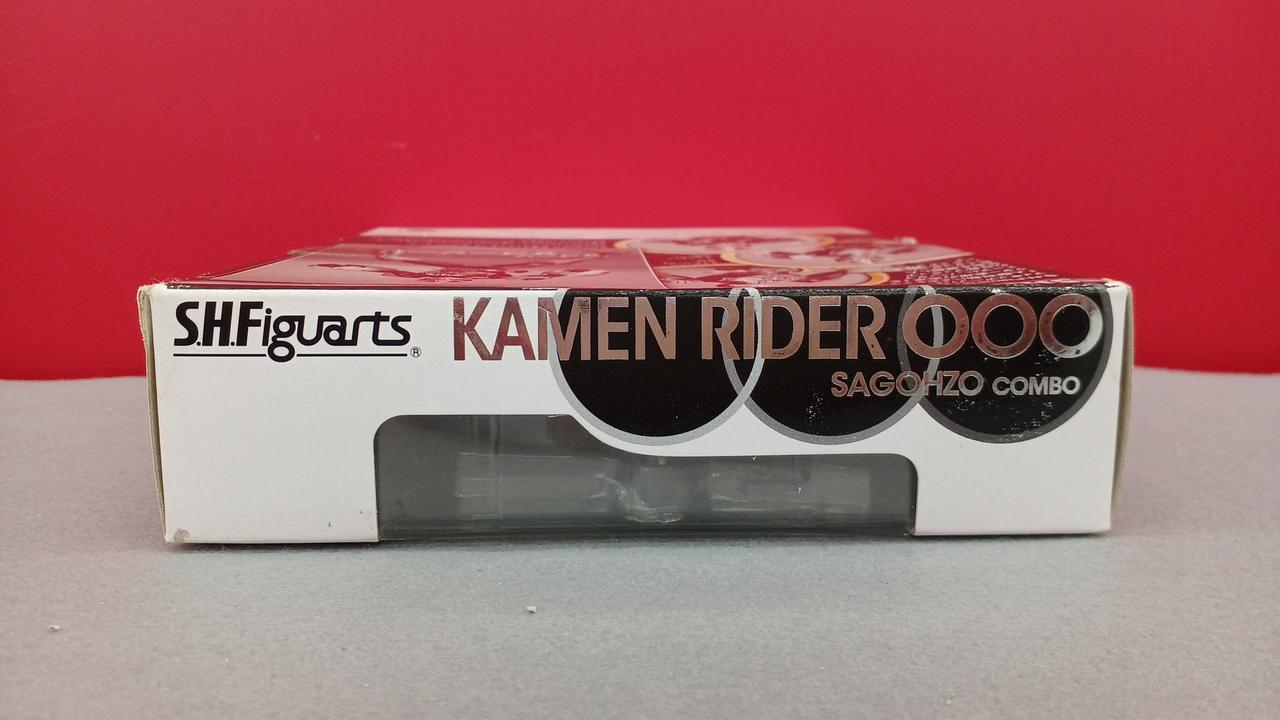 S.H.Figuarts®
KAMEN RIDER OOO
SAGOHZO COMBO